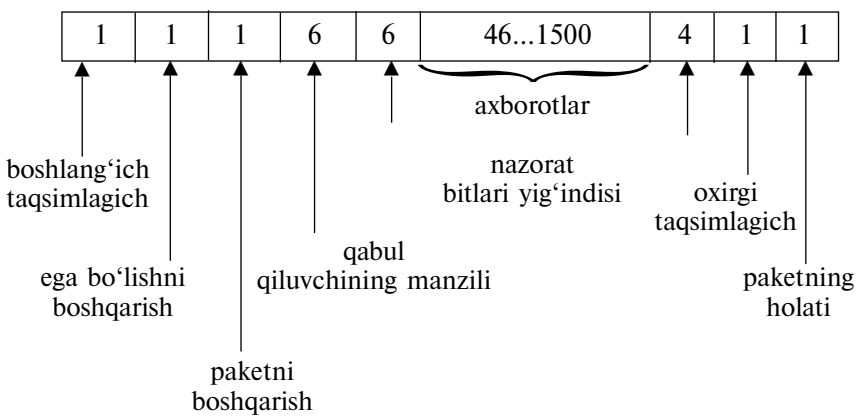 1 1 1 6 6 46...1500 4 1 1
axborotlar
boshlang‘ich
taqsimlagich
nazorat
bitlari yig‘indisi
oxirgi
taqsimlagich
ega bo‘lishni
boshqarish
qabul
qiluvchining manzili
paketning
holati
paketni
boshqarish